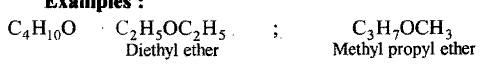 Examples :
C₄H₁₀O C₂H₅OC₂H₅ ; C₃H₇OCH₃
Diethyl ether Methyl propyl ether